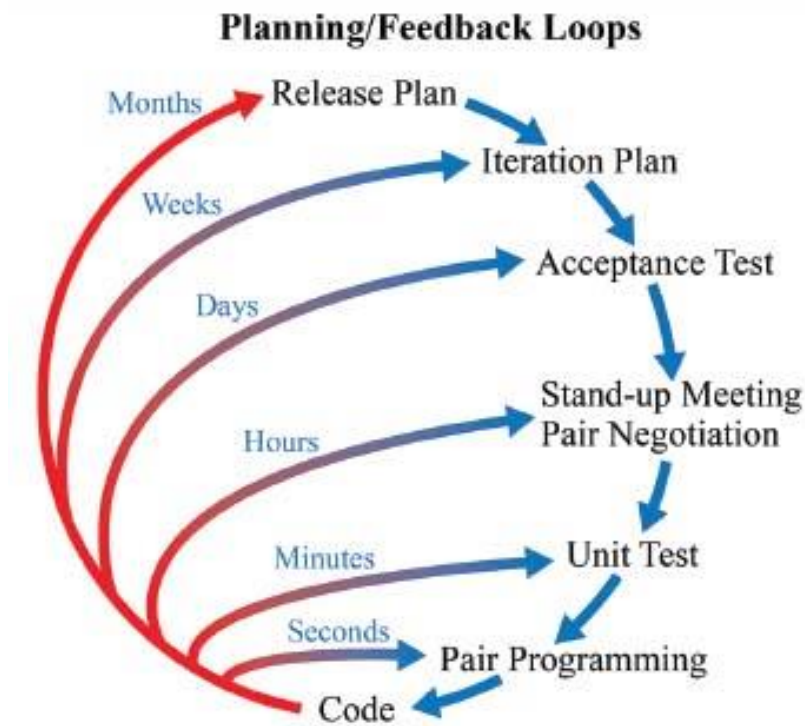 Planning/Feedback Loops
Months
Release Plan
Iteration Plan
Weeks
Acceptance Test
Days
Stand-up Meeting
Pair Negotiation
Hours
Unit Test
Minutes
Seconds
Pair Programming
Code